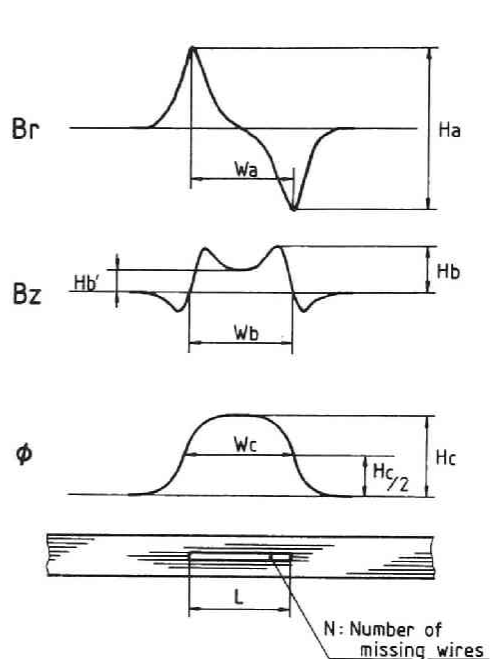 Br
Ha
Wa
Hb'
Hb
Bz
Wb
Φ
Wc
Hc
Hc/2
L
N: Number of
missing wires